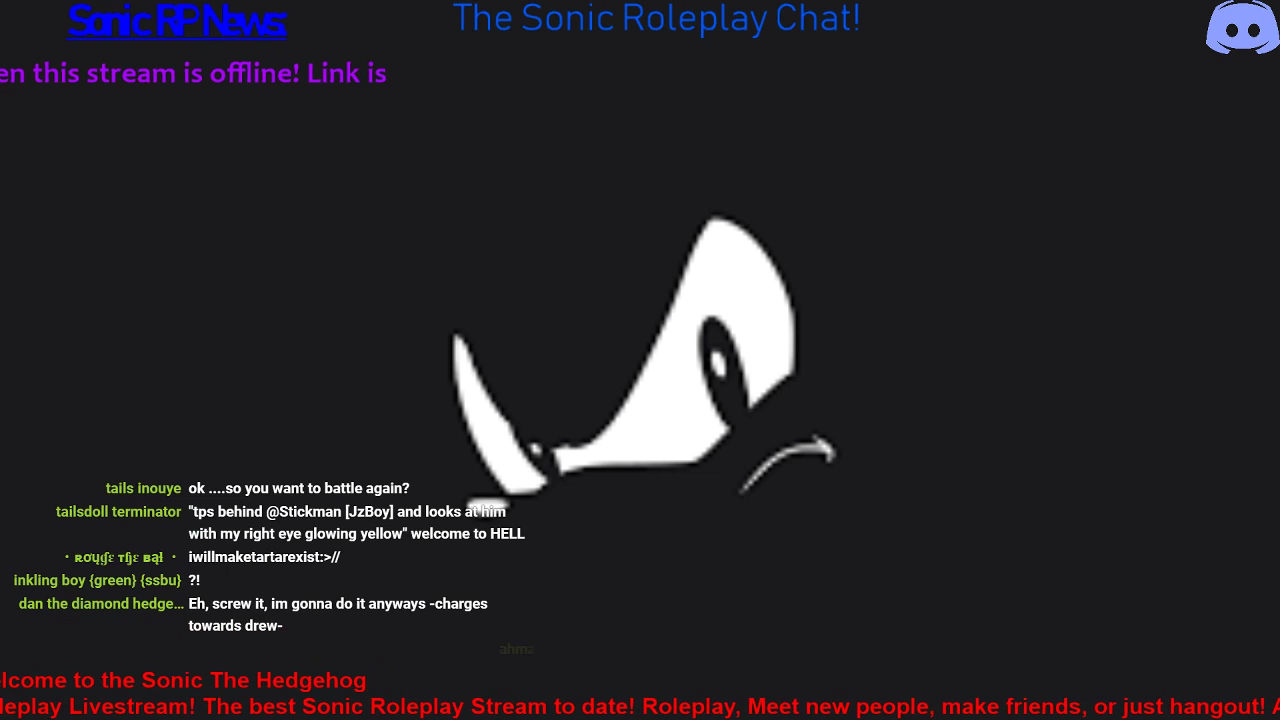 Sonic RP News:
The Sonic Roleplay Chat!
en this stream is offline! Link is
tails inouye ok ....so you want to battle again?
tailsdoll terminator "tps behind @Stickman [JzBoy] and looks at him
with my right eye glowing yellow" welcome to HELL
iwillmaketartarexist:>//
inkling boy {green} {ssbu} ?!
dan the diamond hedge... Eh, screw it, im gonna do it anyways -charges
towards drew-
ahma
elcome to the Sonic The Hedgehog
leplay Livestream! The best Sonic Roleplay Stream to date! Roleplay, Meet new people, make friends, or just hangout! A